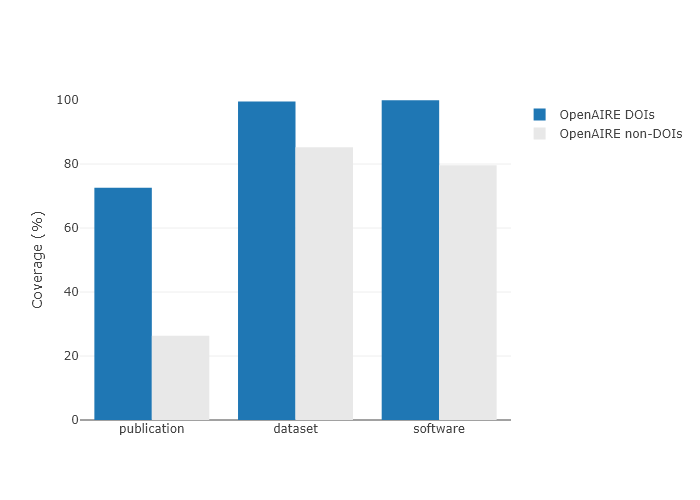 100
80
60
40
20
0
Coverage (%)
publication
dataset
software
OpenAIRE DOIs
OpenAIRE non-DOIs